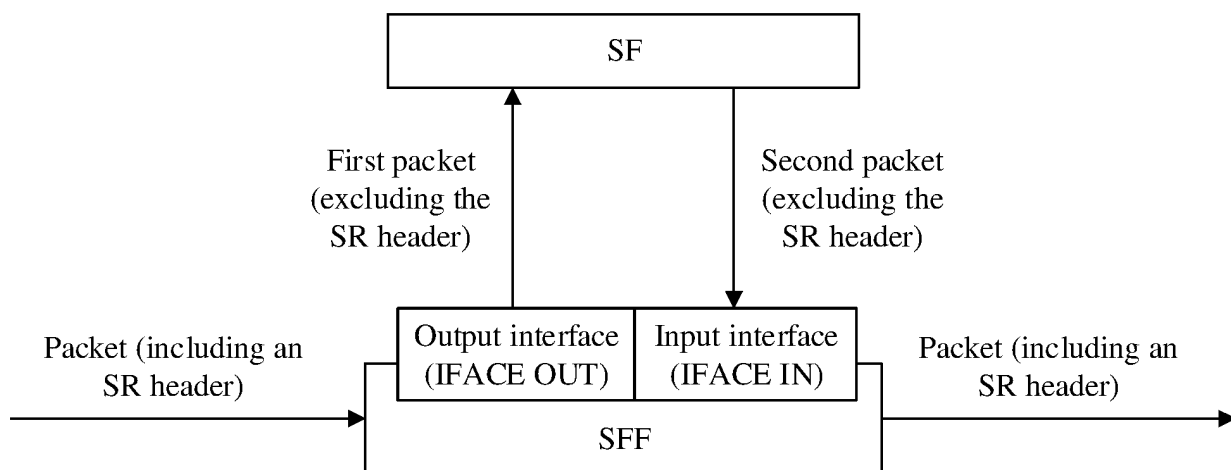 SF
First packet
(excluding the
SR header)
Second packet
(excluding the
SR header)
Packet (including an
SR header)
Output interface
(IFACE OUT)
Input interface
(IFACE IN)
Packet (including an
SR header)
SFF